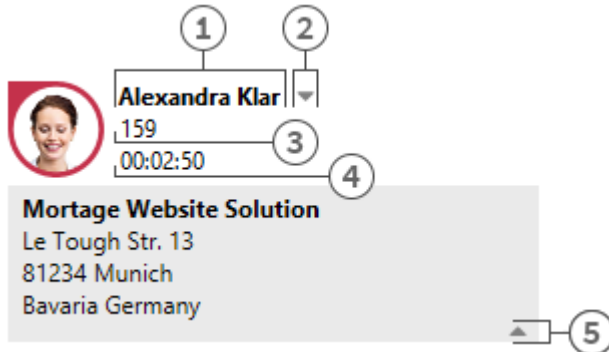 1 2
Alexandra Klar
159
3
00:02:50
4
Mortage Website Solution
Le Tough Str. 13
81234 Munich
Bavaria Germany
5